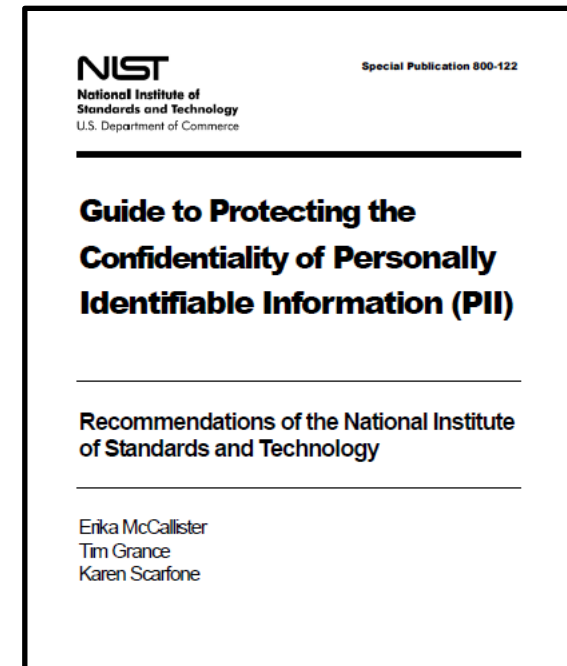 NIST
Special Publication 800-122
National Institute of
Standards and Technology
U.S. Department of Commerce
Guide to Protecting the
Confidentiality of Personally
Identifiable Information (PII)
Recommendations of the National Institute
of Standards and Technology
Erika McCallister
Tim Grance
Karen Scarfone